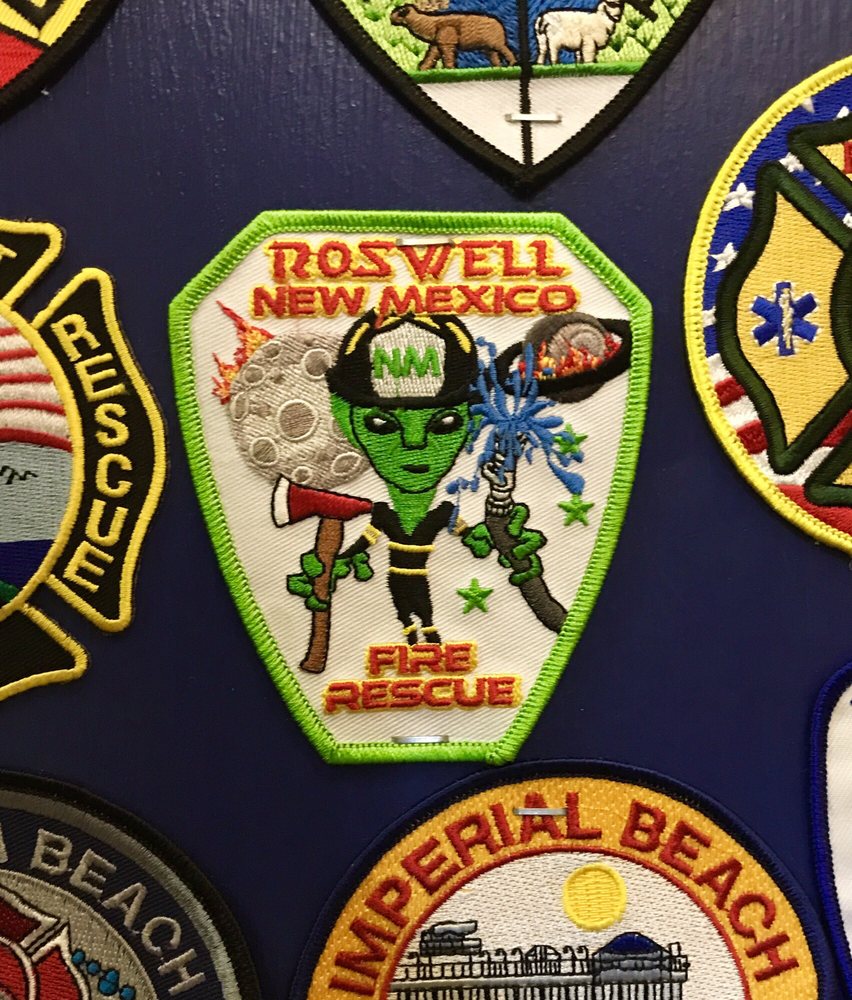 ROSWELL
NEW MEXICO
NM
FIRE
RESCUE
RESCUE
BEACH
IMPERIAL BEACH